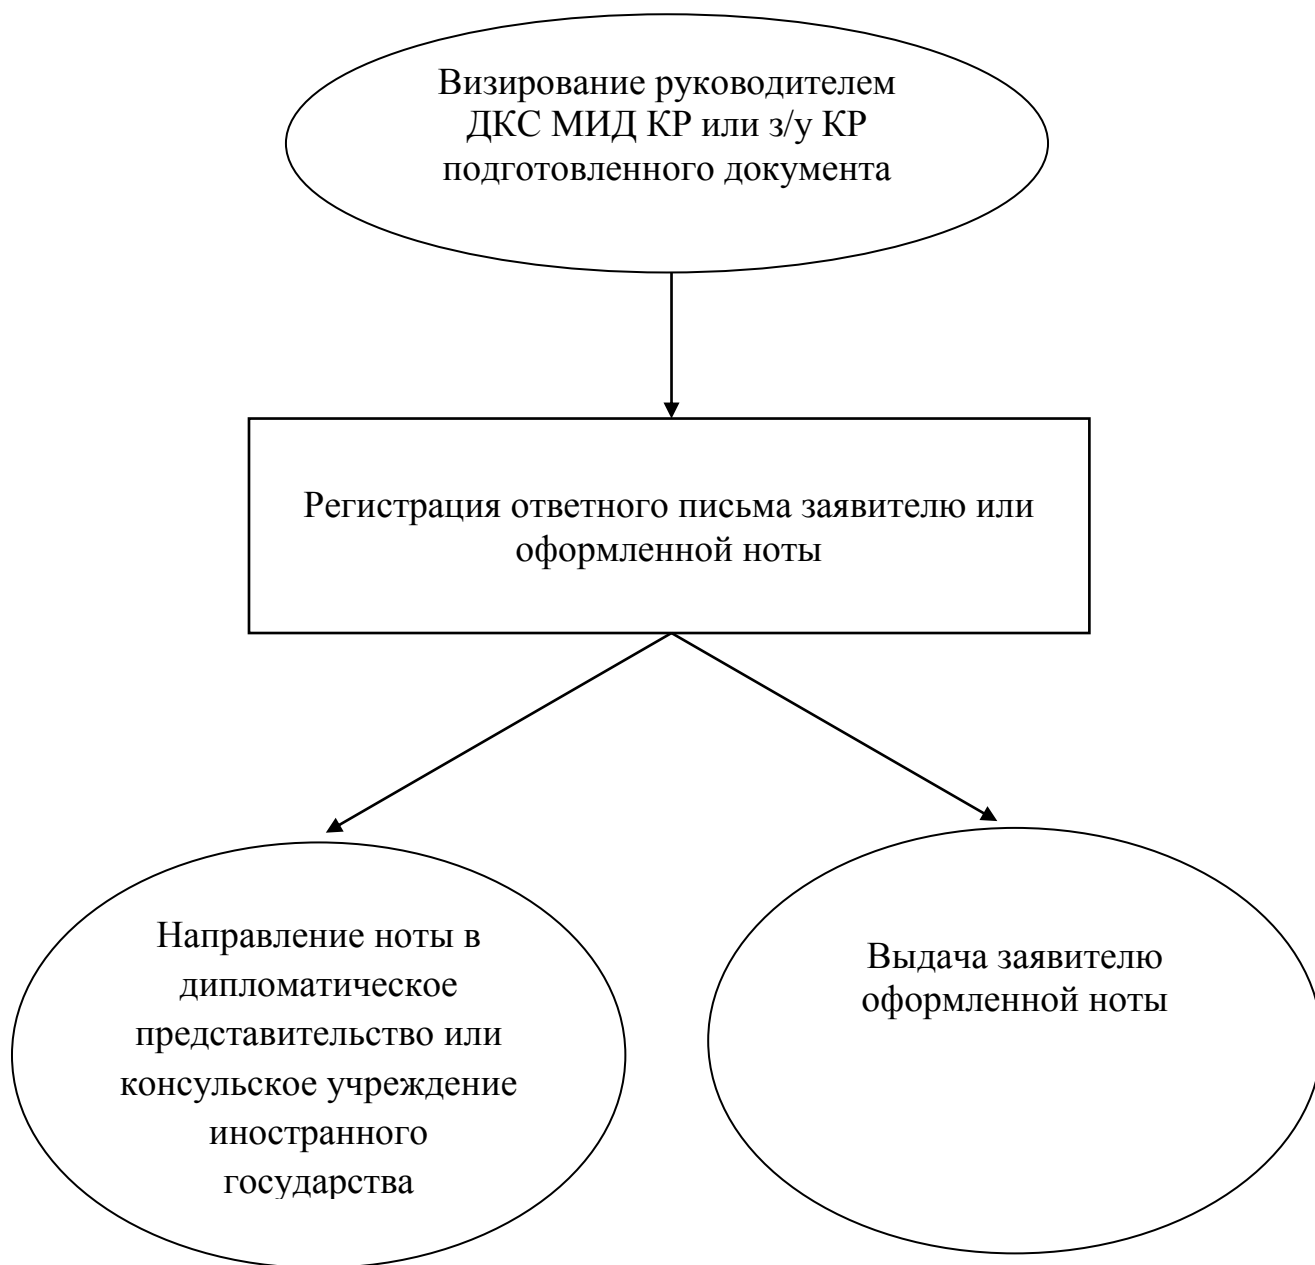 Визирование руководителем
ДКС МИД КР или з/у КР
подготовленного документа
Регистрация ответного письма заявителю или
оформленной ноты
Направление ноты в
дипломатическое
представительство или
консульское учреждение
иностранного
государства
Выдача заявителю
оформленной ноты